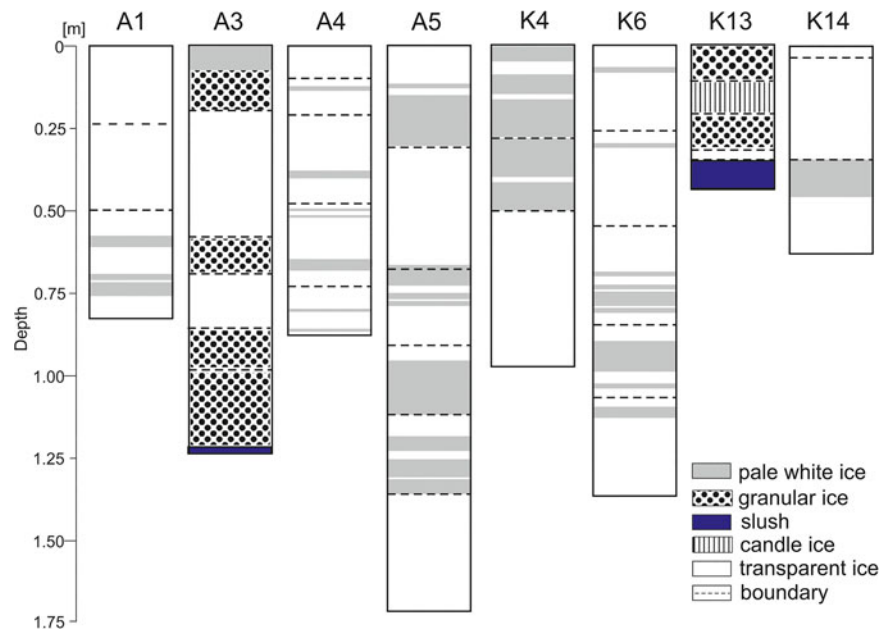 A1 A3 A4 A5 K4 K6 K13 K14
[m]
0
0.25
0.50
0.75
1.00
1.25
1.50
1.75
Depth
pale white ice
granular ice
slush
candle ice
transparent ice
boundary